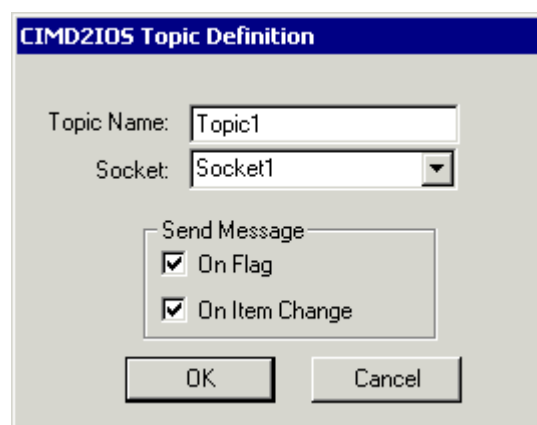 CIMD2IOS Topic Definition
Topic Name: Topic1
Socket: Socket1
Send Message
On Flag
On Item Change
OK Cancel